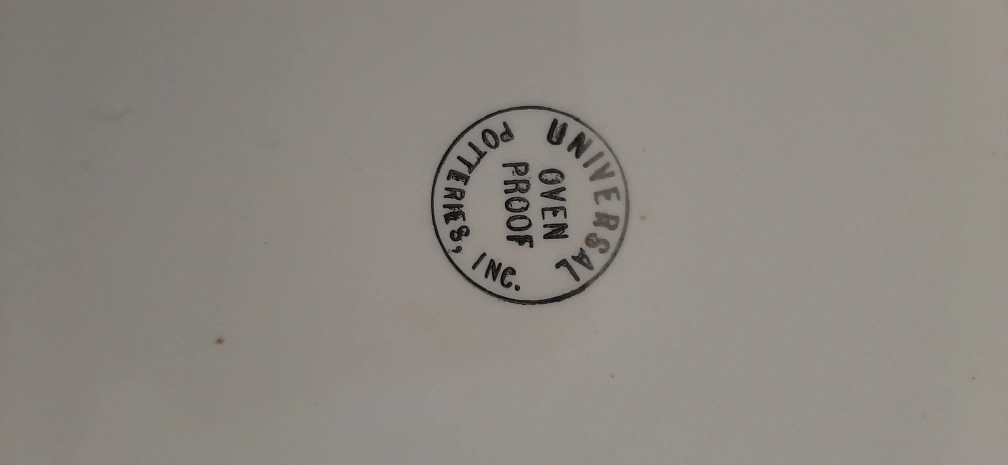 UNIVERSAL
OVEN
PROOF
POTTERIES, INC.